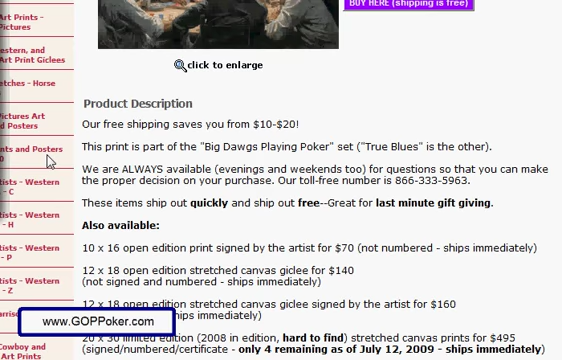 Art Prints -
Pictures
estern, and
Art Print Giclees
etches - Horse
Pictures Art
d Posters
nts and Posters
tists - Western
- C
tists - Western
- H
tists - Western
- P
tists - Western
- Z
Cowboy and
Art Prints
BUY HERE (shipping is free)
click to enlarge
Product Description
Our free shipping saves you from $10-$20!
This print is part of the "Big Dawgs Playing Poker" set ("True Blues" is the other).
We are ALWAYS available (evenings and weekends too) for questions so that you can make
the proper decision on your purchase. Our toll-free number is 866-333-5963.
These items ship out quickly and ship out free--Great for last minute gift giving.
Also available:
10 x 16 open edition print signed by the artist for $70 (not numbered - ships immediately)
12 x 18 open edition stretched canvas giclee for $140
(not signed and numbered - ships immediately)
12 x 18 open edition stretched canvas giclee signed by the artist for $160
ips immediately)
www.GOPPoker.com
20 x 30 limited edition (2008 in edition, hard to find) stretched canvas prints for $495
(signed/numbered/certificate - only 4 remaining as of July 12, 2009 - ships immediately)